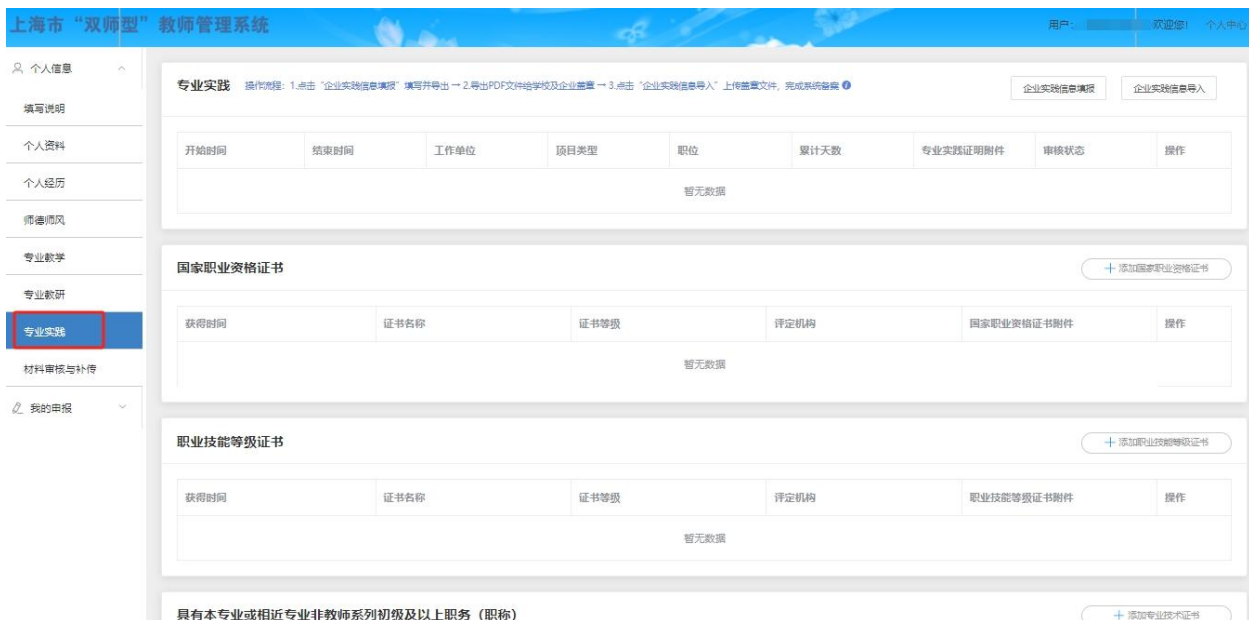 上海市“双师型”教师管理系统
用户： 欢迎您！ 个人中心
个人信息
填写说明
个人资料
个人经历
师德师风
专业教学
专业教研
专业实践
材料审核与补传
我的申报
专业实践 操作流程：1.点击“企业实践信息填报”填写并导出→2.导出PDF文件给学校及企业盖章→3.点击“企业实践信息导入”上传盖章文件，完成系统备案
企业实践信息填报 企业实践信息导入
开始时间 结束时间 工作单位 项目类型 职位 累计天数 专业实践证明附件 审核状态 操作
暂无数据
国家职业资格证书
＋ 添加国家职业资格证书
获得时间 证书名称 证书等级 评定机构 国家职业资格证书附件 操作
暂无数据
职业技能等级证书
＋ 添加职业技能等级证书
获得时间 证书名称 证书等级 评定机构 职业技能等级证书附件 操作
暂无数据
具有本专业或相近专业非教师系列初级及以上职务（职称）
＋ 添加专业技术证书